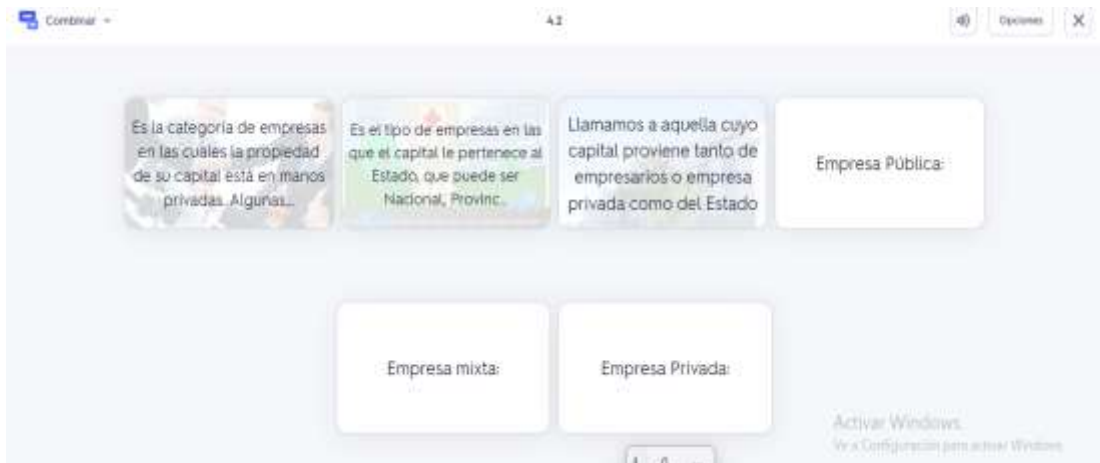 Combinar
4.2
Opciones
Es la categoría de empresas
en las cuales la propiedad
de su capital está en manos
privadas. Algunas...
Es el tipo de empresas en las
que el capital le pertenece al
Estado, que puede ser
Nacional, Provinc...
Llamamos a aquella cuyo
capital proviene tanto de
empresarios o empresa
privada como del Estado
Empresa Pública:
Empresa mixta:
Empresa Privada:
Activar Windows
Ve a Configuración para activar Windows.